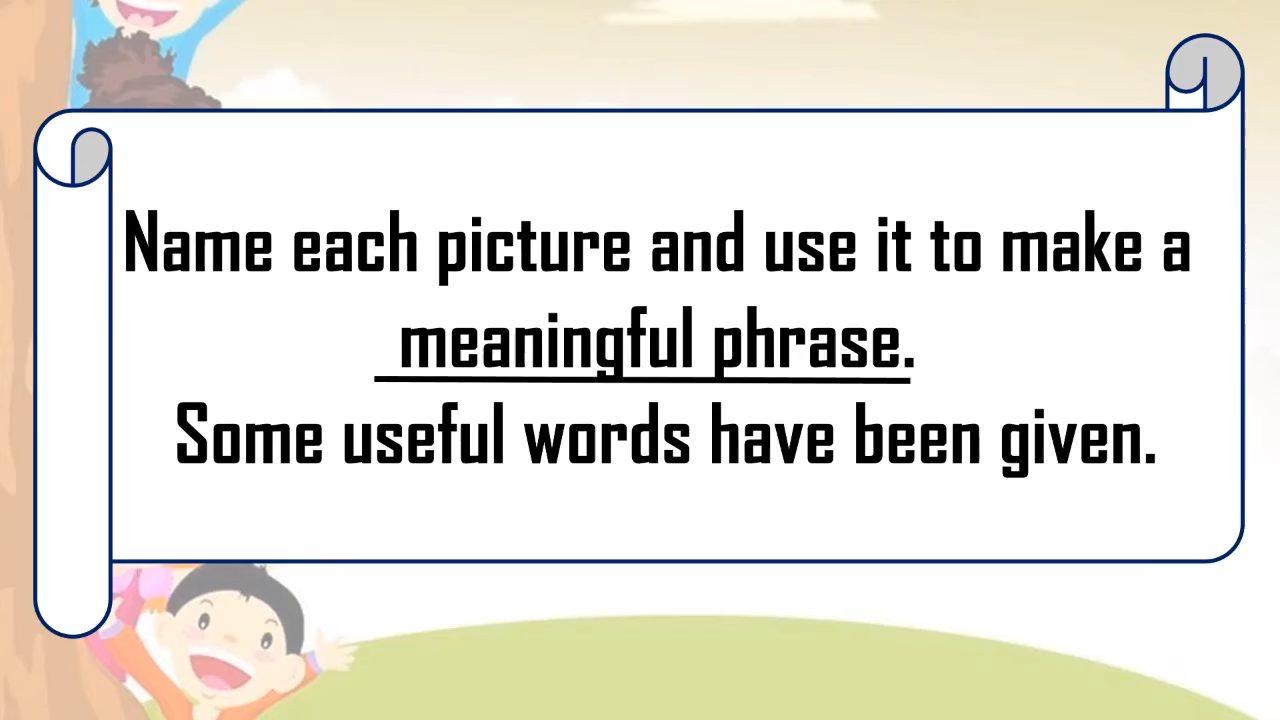 Name each picture and use it to make a
meaningful phrase.
Some useful words have been given.